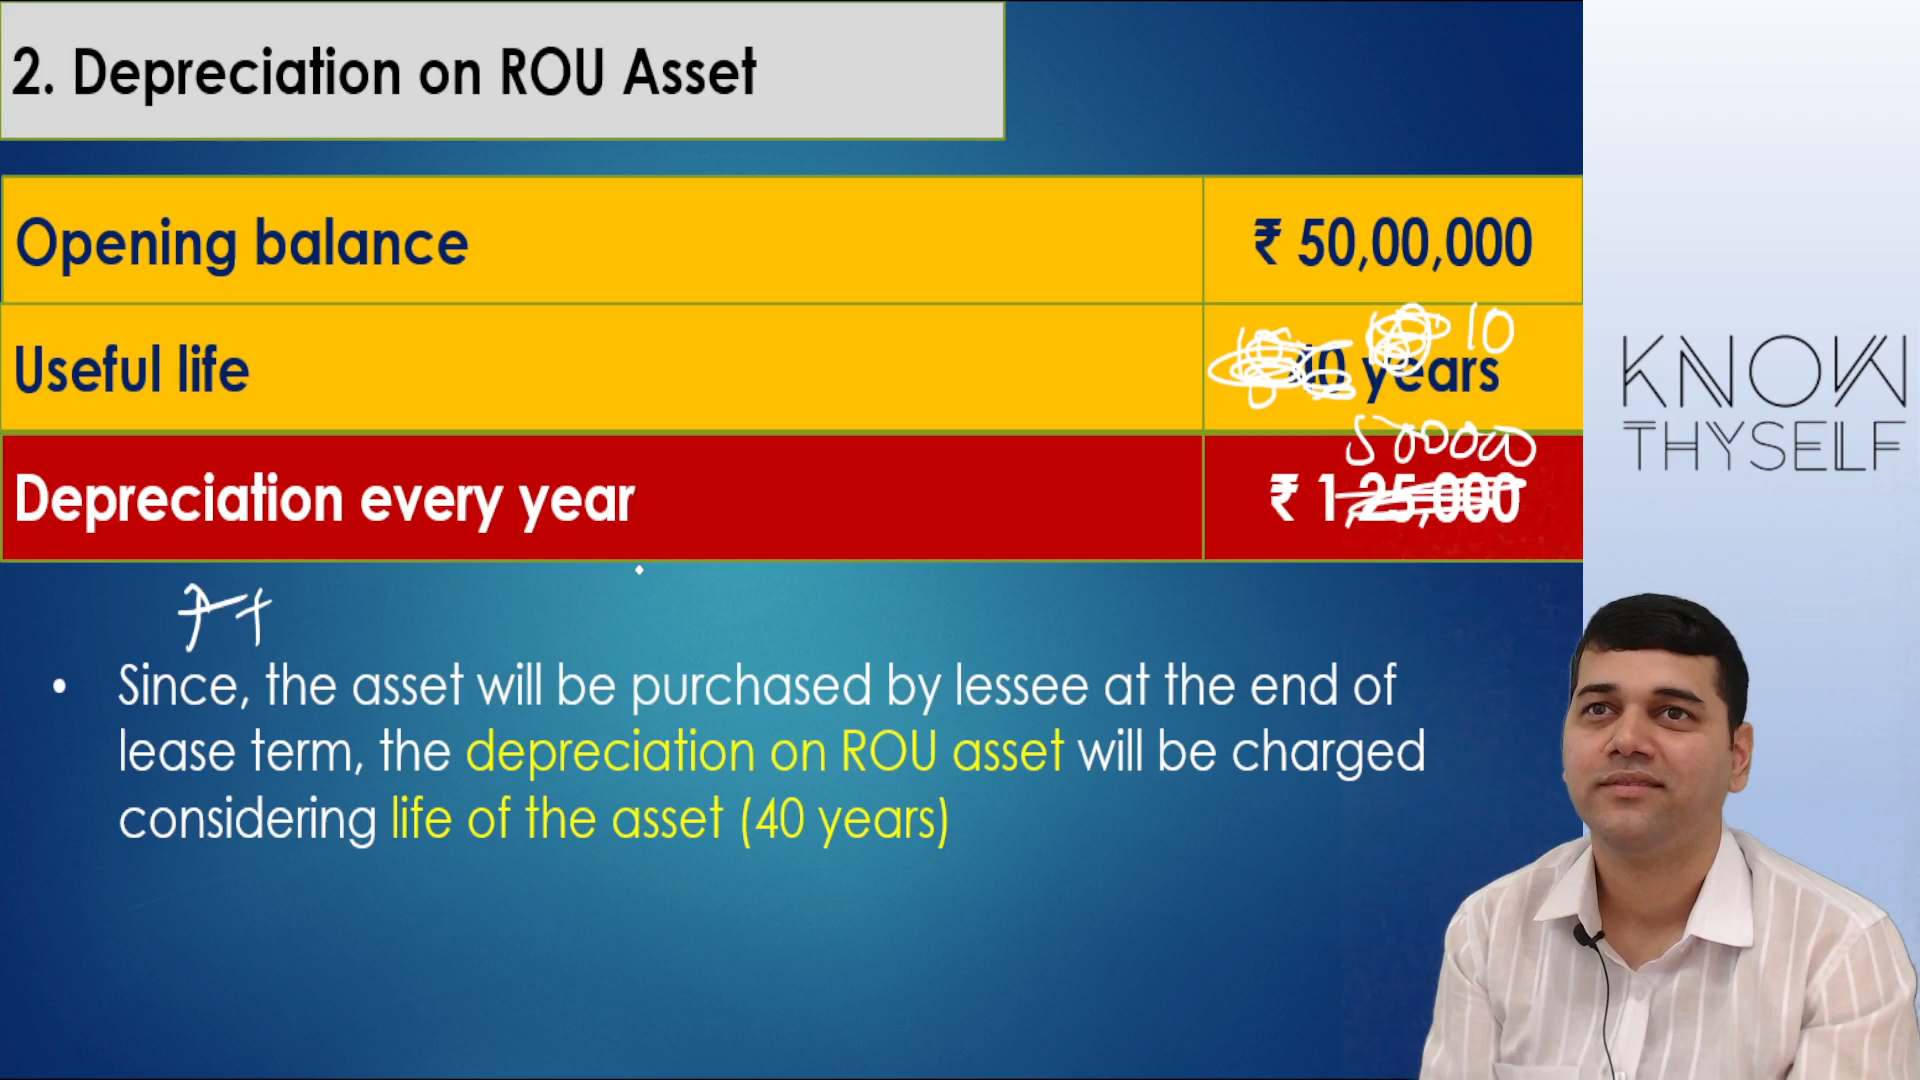 2. Depreciation on ROU Asset
Opening balance
₹ 50,00,000
Useful life
years
10
500000
Depreciation every year
₹ 1,25,000
• Since, the asset will be purchased by lessee at the end of
lease term, the depreciation on ROU asset will be charged
considering life of the asset (40 years)
KNOW
THYSELF